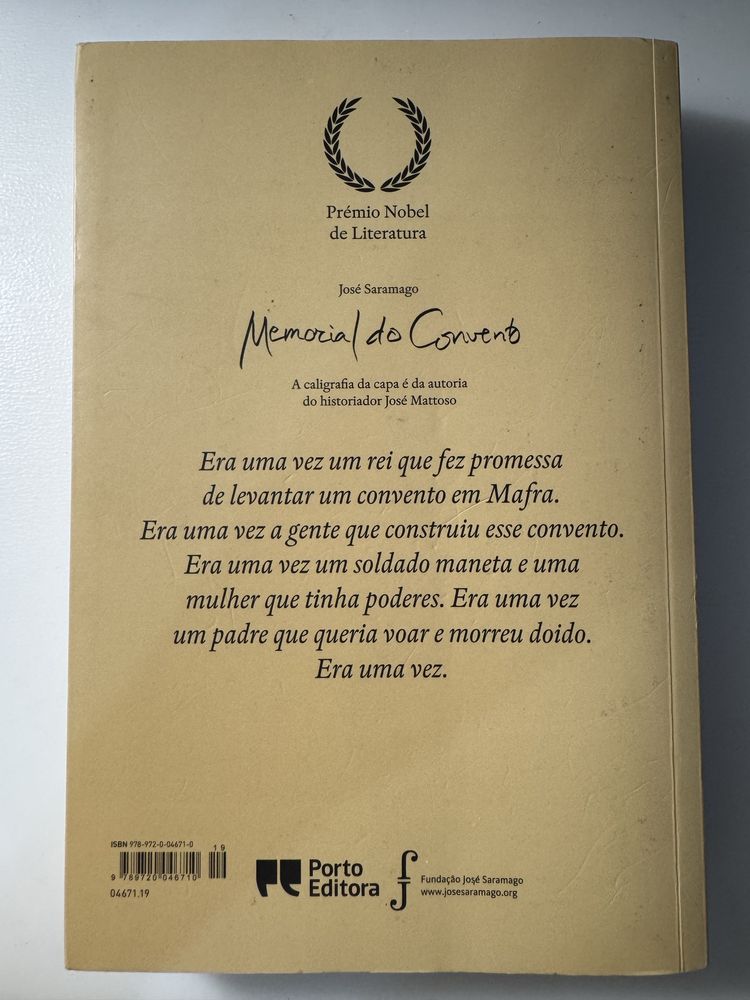 Prémio Nobel
de Literatura
José Saramago
Memorial do Convento
A caligrafia da capa é da autoria
do historiador José Mattoso
Era uma vez um rei que fez promessa
de levantar um convento em Mafra.
Era uma vez a gente que construiu esse convento.
Era uma vez um soldado maneta e uma
mulher que tinha poderes. Era uma vez
um padre que queria voar e morreu doido.
Era uma vez.
ISBN 978-972-0-04671-0
19
9 789720 046710
04671.19
Porto
Editora
Fundação José Saramago
www.josesaramago.org